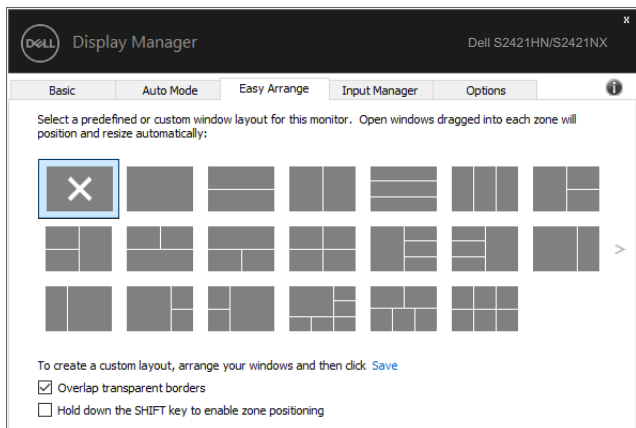 x
DELL Display Manager Dell S2421HN/S2421NX
Basic Auto Mode Easy Arrange Input Manager Options
Select a predefined or custom window layout for this monitor. Open windows dragged into each zone will
position and resize automatically:
>
To create a custom layout, arrange your windows and then click Save
Overlap transparent borders
Hold down the SHIFT key to enable zone positioning